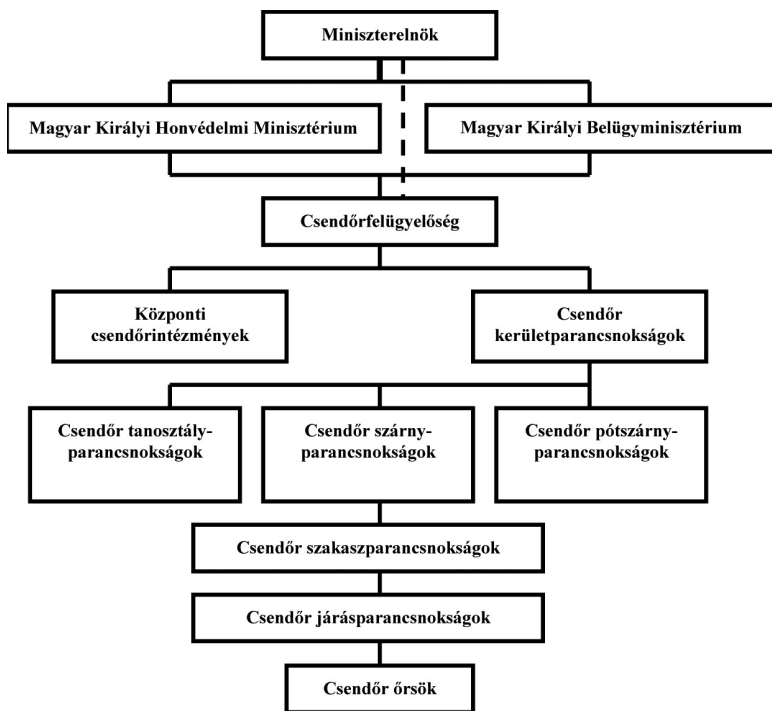 Miniszterelnök
Magyar Királyi Honvédelmi Minisztérium
Magyar Királyi Belügyminisztérium
Csendőrfelügyelőség
Központi
csendőrintézmények
Csendőr
kerületparancsnokságok
Csendőr tanosztály-
parancsnokságok
Csendőr szárny-
parancsnokságok
Csendőr pótszárny-
parancsnokságok
Csendőr szakaszparancsnokságok
Csendőr járásparancsnokságok
Csendőr őrsök